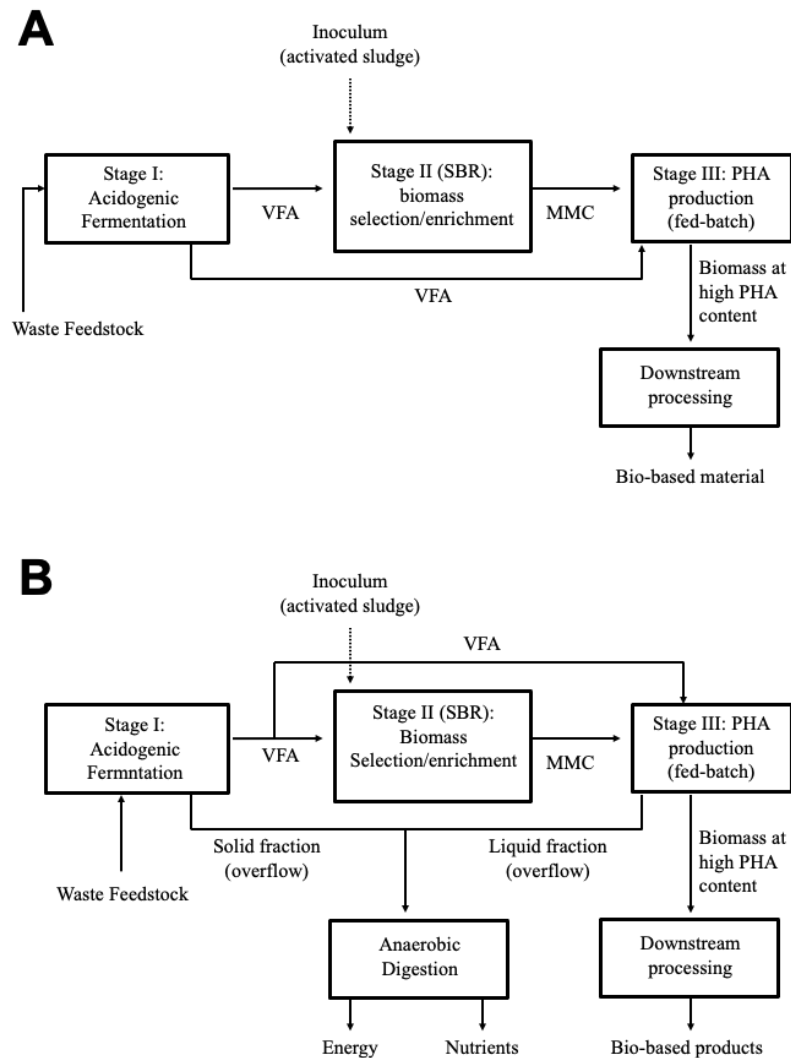 A
Inoculum
(activated sludge)
Stage I:
Acidogenic
Fermentation
VFA
Stage II (SBR):
biomass
selection/enrichment
MMC
Stage III: PHA
production
(fed-batch)
VFA
Waste Feedstock
Biomass at
high PHA
content
Downstream
processing
Bio-based material
B
Inoculum
(activated sludge)
VFA
Stage I:
Acidogenic
Fermntation
VFA
Stage II (SBR):
Biomass
Selection/enrichment
MMC
Stage III: PHA
production
(fed-batch)
Solid fraction
(overflow)
Liquid fraction
(overflow)
Biomass at
high PHA
content
Waste Feedstock
Anaerobic
Digestion
Downstream
processing
Energy
Nutrients
Bio-based products